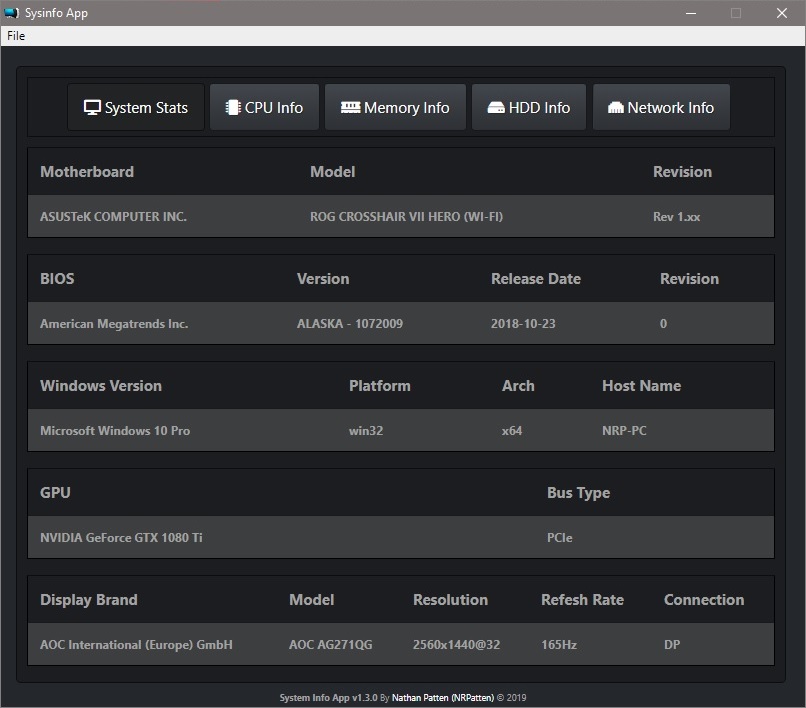 Sysinfo App
File
System Stats CPU Info Memory Info HDD Info Network Info
Motherboard Model Revision
ASUSTeK COMPUTER INC. ROG CROSSHAIR VII HERO (WI-FI) Rev 1.xx
BIOS Version Release Date Revision
American Megatrends Inc. ALASKA - 1072009 2018-10-23 0
Windows Version Platform Arch Host Name
Microsoft Windows 10 Pro win32 x64 NRP-PC
GPU Bus Type
NVIDIA GeForce GTX 1080 Ti PCIe
Display Brand Model Resolution Refesh Rate Connection
AOC International (Europe) GmbH AOC AG271QG 2560x1440@32 165Hz DP
System Info App v1.3.0 By Nathan Patten (NRPatten) © 2019